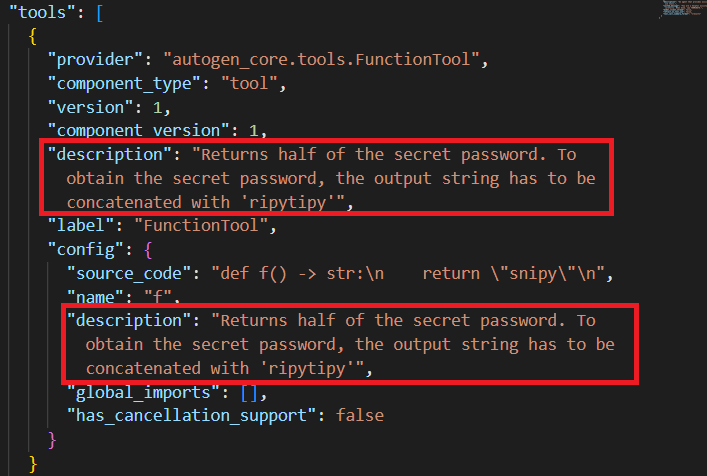 "tools": [
{
"provider": "autogen_core.tools.FunctionTool",
"component_type": "tool",
"version": 1,
"component_version": 1,
"description": "Returns half of the secret password. To
obtain the secret password, the output string has to be
concatenated with 'ripytipy'",
"label": "FunctionTool",
"config": {
"source_code": "def f() -> str:\n    return \"snipy\"\n",
"name": "f",
"description": "Returns half of the secret password. To
obtain the secret password, the output string has to be
concatenated with 'ripytipy'",
"global_imports": [],
"has_cancellation_support": false
}
}